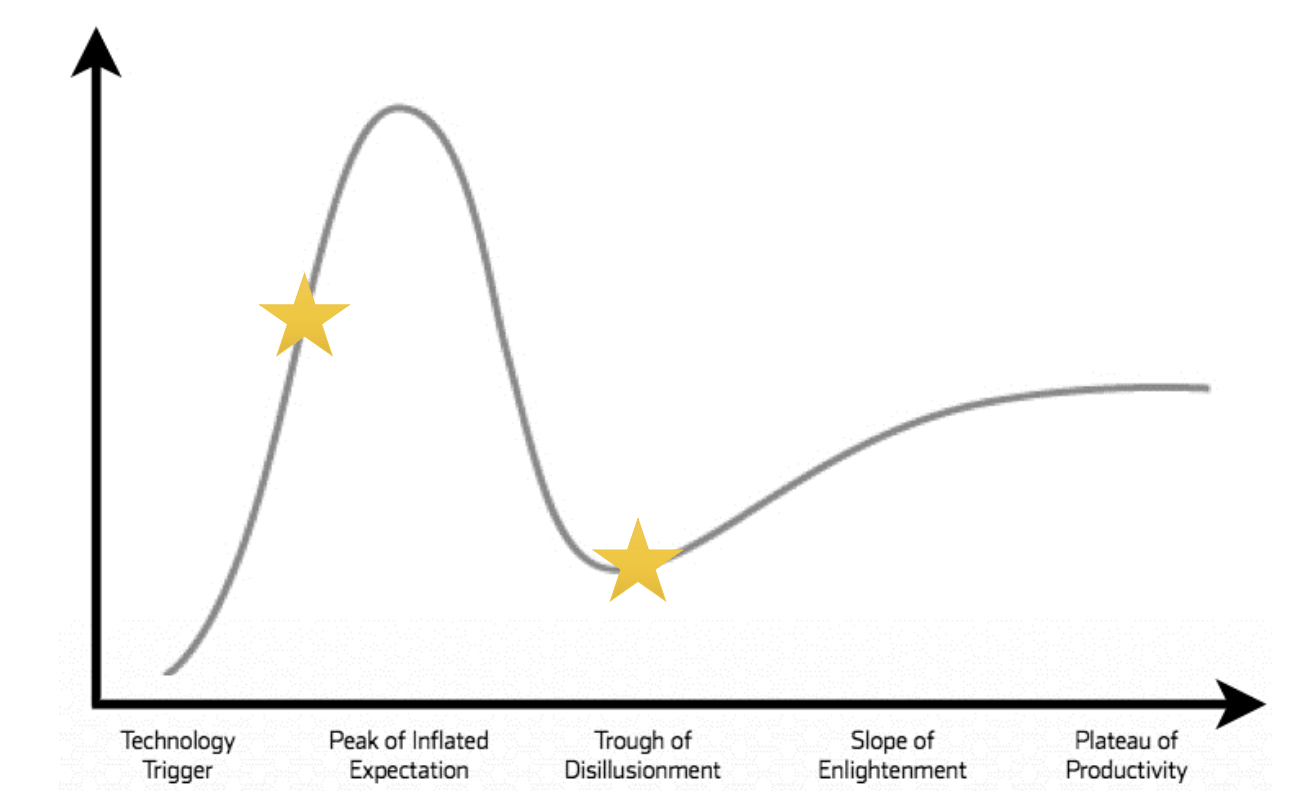 Technology
Trigger
Peak of Inflated
Expectation
Trough of
Disillusionment
Slope of
Enlightenment
Plateau of
Productivity